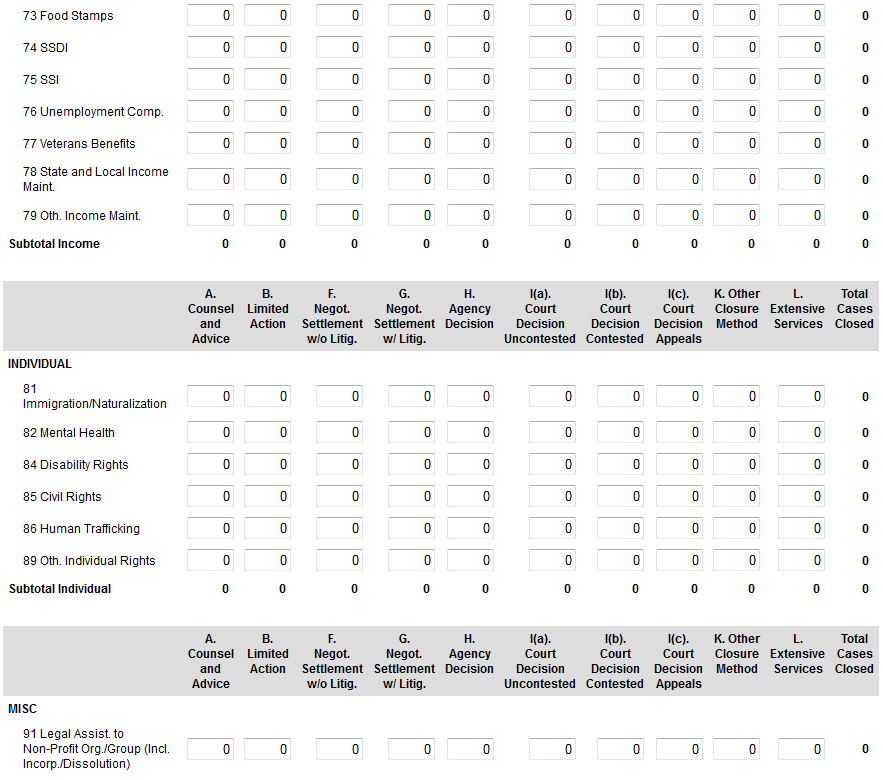 73 Food Stamps 0 0 0 0 0 0 0 0 0 0 0
74 SSDI 0 0 0 0 0 0 0 0 0 0 0
75 SSI 0 0 0 0 0 0 0 0 0 0 0
76 Unemployment Comp. 0 0 0 0 0 0 0 0 0 0 0
77 Veterans Benefits 0 0 0 0 0 0 0 0 0 0 0
78 State and Local Income
Maint. 0 0 0 0 0 0 0 0 0 0 0
79 Oth. Income Maint. 0 0 0 0 0 0 0 0 0 0 0
Subtotal Income 0 0 0 0 0 0 0 0 0 0 0
A. B. F. G. H. I(a). I(b). I(c). K. Other L. Total
Counsel Limited Negot. Negot. Agency Court Court Court Closure Extensive Cases
and Action Settlement Settlement Decision Decision Decision Decision Method Services Closed
Advice w/o Litig. w/ Litig. Uncontested Contested Appeals
INDIVIDUAL
81
Immigration/Naturalization 0 0 0 0 0 0 0 0 0 0 0
82 Mental Health 0 0 0 0 0 0 0 0 0 0 0
84 Disability Rights 0 0 0 0 0 0 0 0 0 0 0
85 Civil Rights 0 0 0 0 0 0 0 0 0 0 0
86 Human Trafficking 0 0 0 0 0 0 0 0 0 0 0
89 Oth. Individual Rights 0 0 0 0 0 0 0 0 0 0 0
Subtotal Individual 0 0 0 0 0 0 0 0 0 0 0
A. B. F. G. H. I(a). I(b). I(c). K. Other L. Total
Counsel Limited Negot. Negot. Agency Court Court Court Closure Extensive Cases
and Action Settlement Settlement Decision Decision Decision Decision Method Services Closed
Advice w/o Litig. w/ Litig. Uncontested Contested Appeals
MISC
91 Legal Assist. to
Non-Profit Org./Group (Incl. 0 0 0 0 0 0 0 0 0 0 0
Incorp./Dissolution)